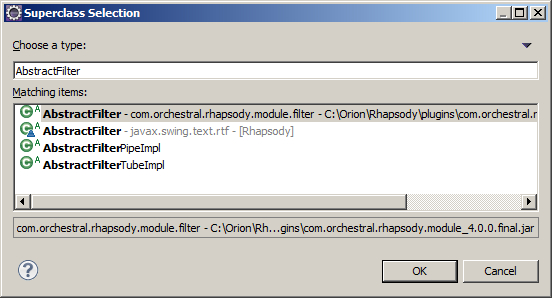 Superclass Selection
Choose a type:
AbstractFilter
Matching items:
AbstractFilter - com.orchestral.rhapsody.module.filter - C:\Orion\Rhapsody\plugins\com.orchestral.r
AbstractFilter - javax.swing.text.rtf - [Rhapsody]
AbstractFilterPipeImpl
AbstractFilterTubeImpl
com.orchestral.rhapsody.module.filter - C:\Orion\Rh...gins\com.orchestral.rhapsody.module_4.0.0.final.jar
OK Cancel